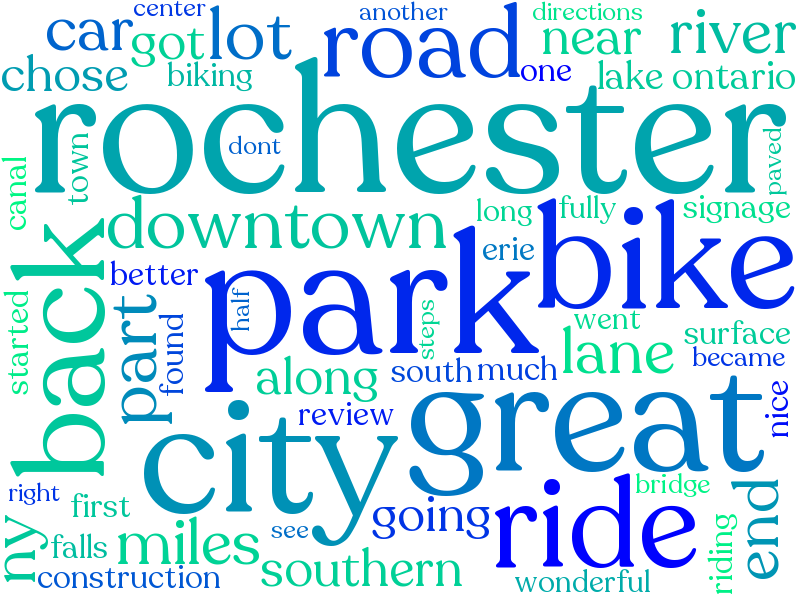 center
another
directions
car
got
lot
road
near
river
chose
biking
one
lake ontario
rochester
dont
town
paved
canal
downtown
long
fully
signage
back
better
erie
bike
park
half
steps
went
started
part
found
along
south
much
lane
surface
became
nice
city
review
great
right
first
ny
falls
miles
see
going
ride
bridge
end
riding
construction
southern
wonderful